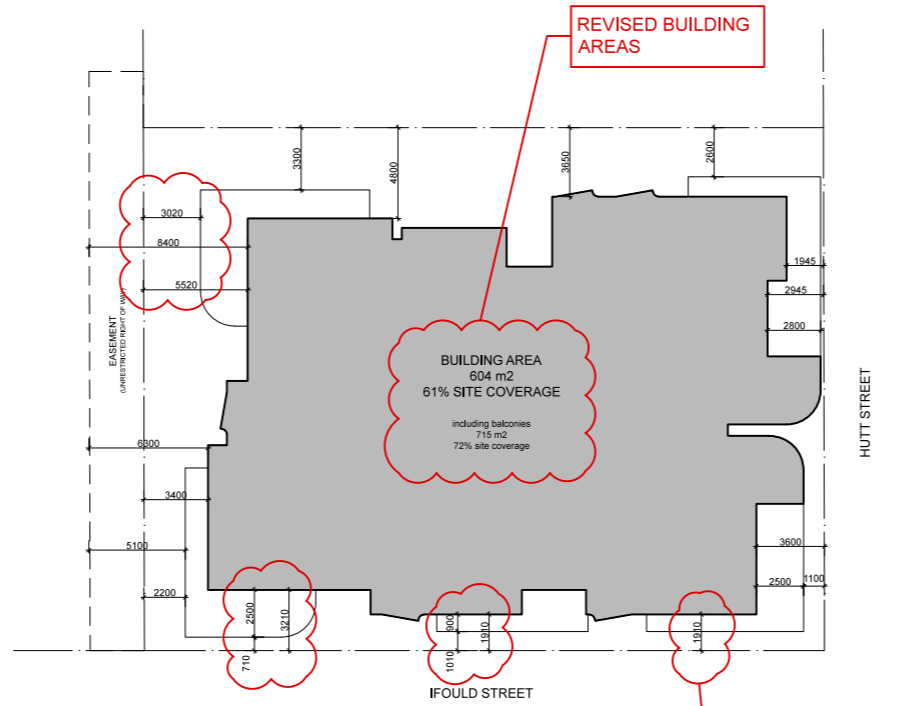 REVISED BUILDING
AREAS
3300
4800
3650
2600
3020
8400
5520
1945
2945
2800
EASEMENT
(UNRESTRICTED RIGHT OF WAY)
BUILDING AREA
604 m2
61% SITE COVERAGE
including balconies
715 m2
72% site coverage
HUTT STREET
6300
3400
5100
2200
3600
2500
1100
2500
3210
710
900
1910
1010
1910
IFOULD STREET